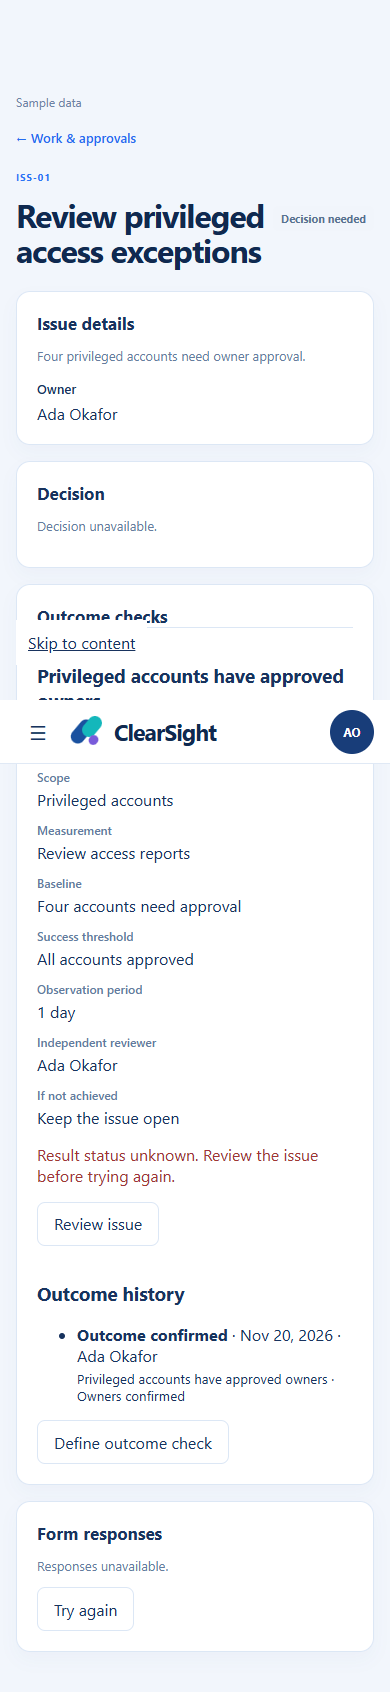 Sample data
← Work & approvals
ISS-01
Review privileged
access exceptions
Decision needed
Issue details
Four privileged accounts need owner approval.
Owner
Ada Okafor
Decision
Decision unavailable.
Outcome checks
Skip to content
Privileged accounts have approved
owners
☰ ClearSight AO
Scope
Privileged accounts
Measurement
Review access reports
Baseline
Four accounts need approval
Success threshold
All accounts approved
Observation period
1 day
Independent reviewer
Ada Okafor
If not achieved
Keep the issue open
Result status unknown. Review the issue
before trying again.
Review issue
Outcome history
• Outcome confirmed · Nov 20, 2026 ·
Ada Okafor
Privileged accounts have approved owners ·
Owners confirmed
Define outcome check
Form responses
Responses unavailable.
Try again